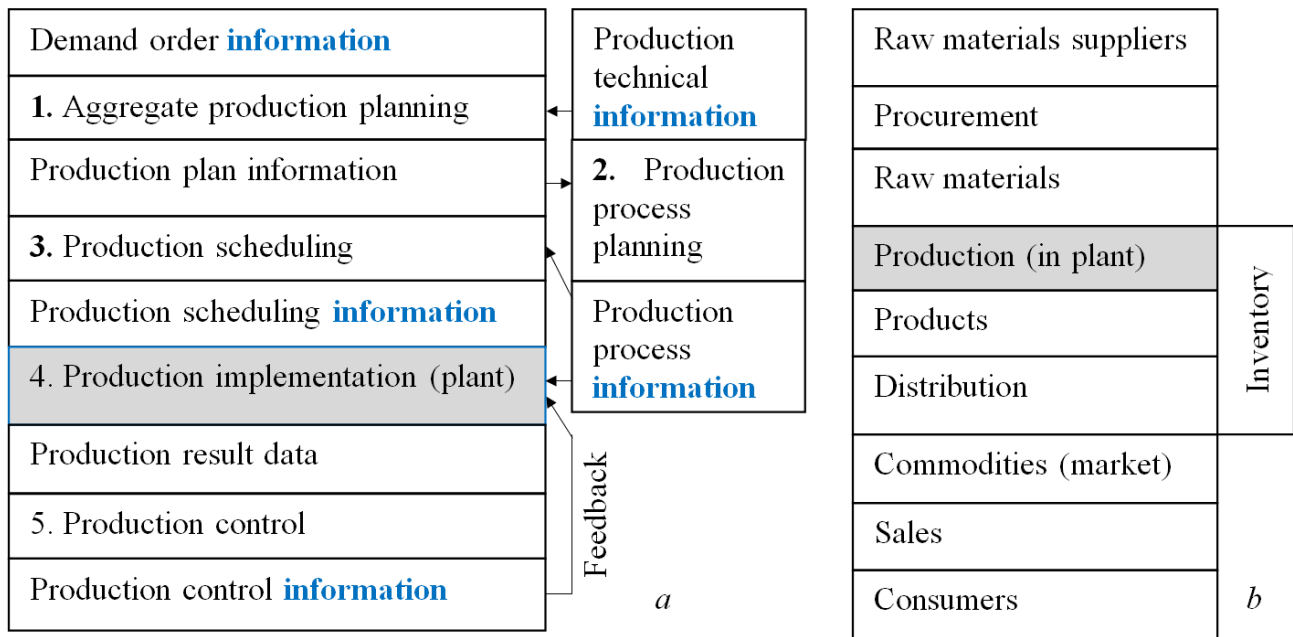 Demand order information
1. Aggregate production planning
Production plan information
3. Production scheduling
Production scheduling information
4. Production implementation (plant)
Production result data
5. Production control
Production control information
Production
technical
information
2. Production
process
planning
Production
process
information
Feedback
a
Raw materials suppliers
Procurement
Raw materials
Production (in plant)
Products
Distribution
Commodities (market)
Sales
Consumers
Inventory
b